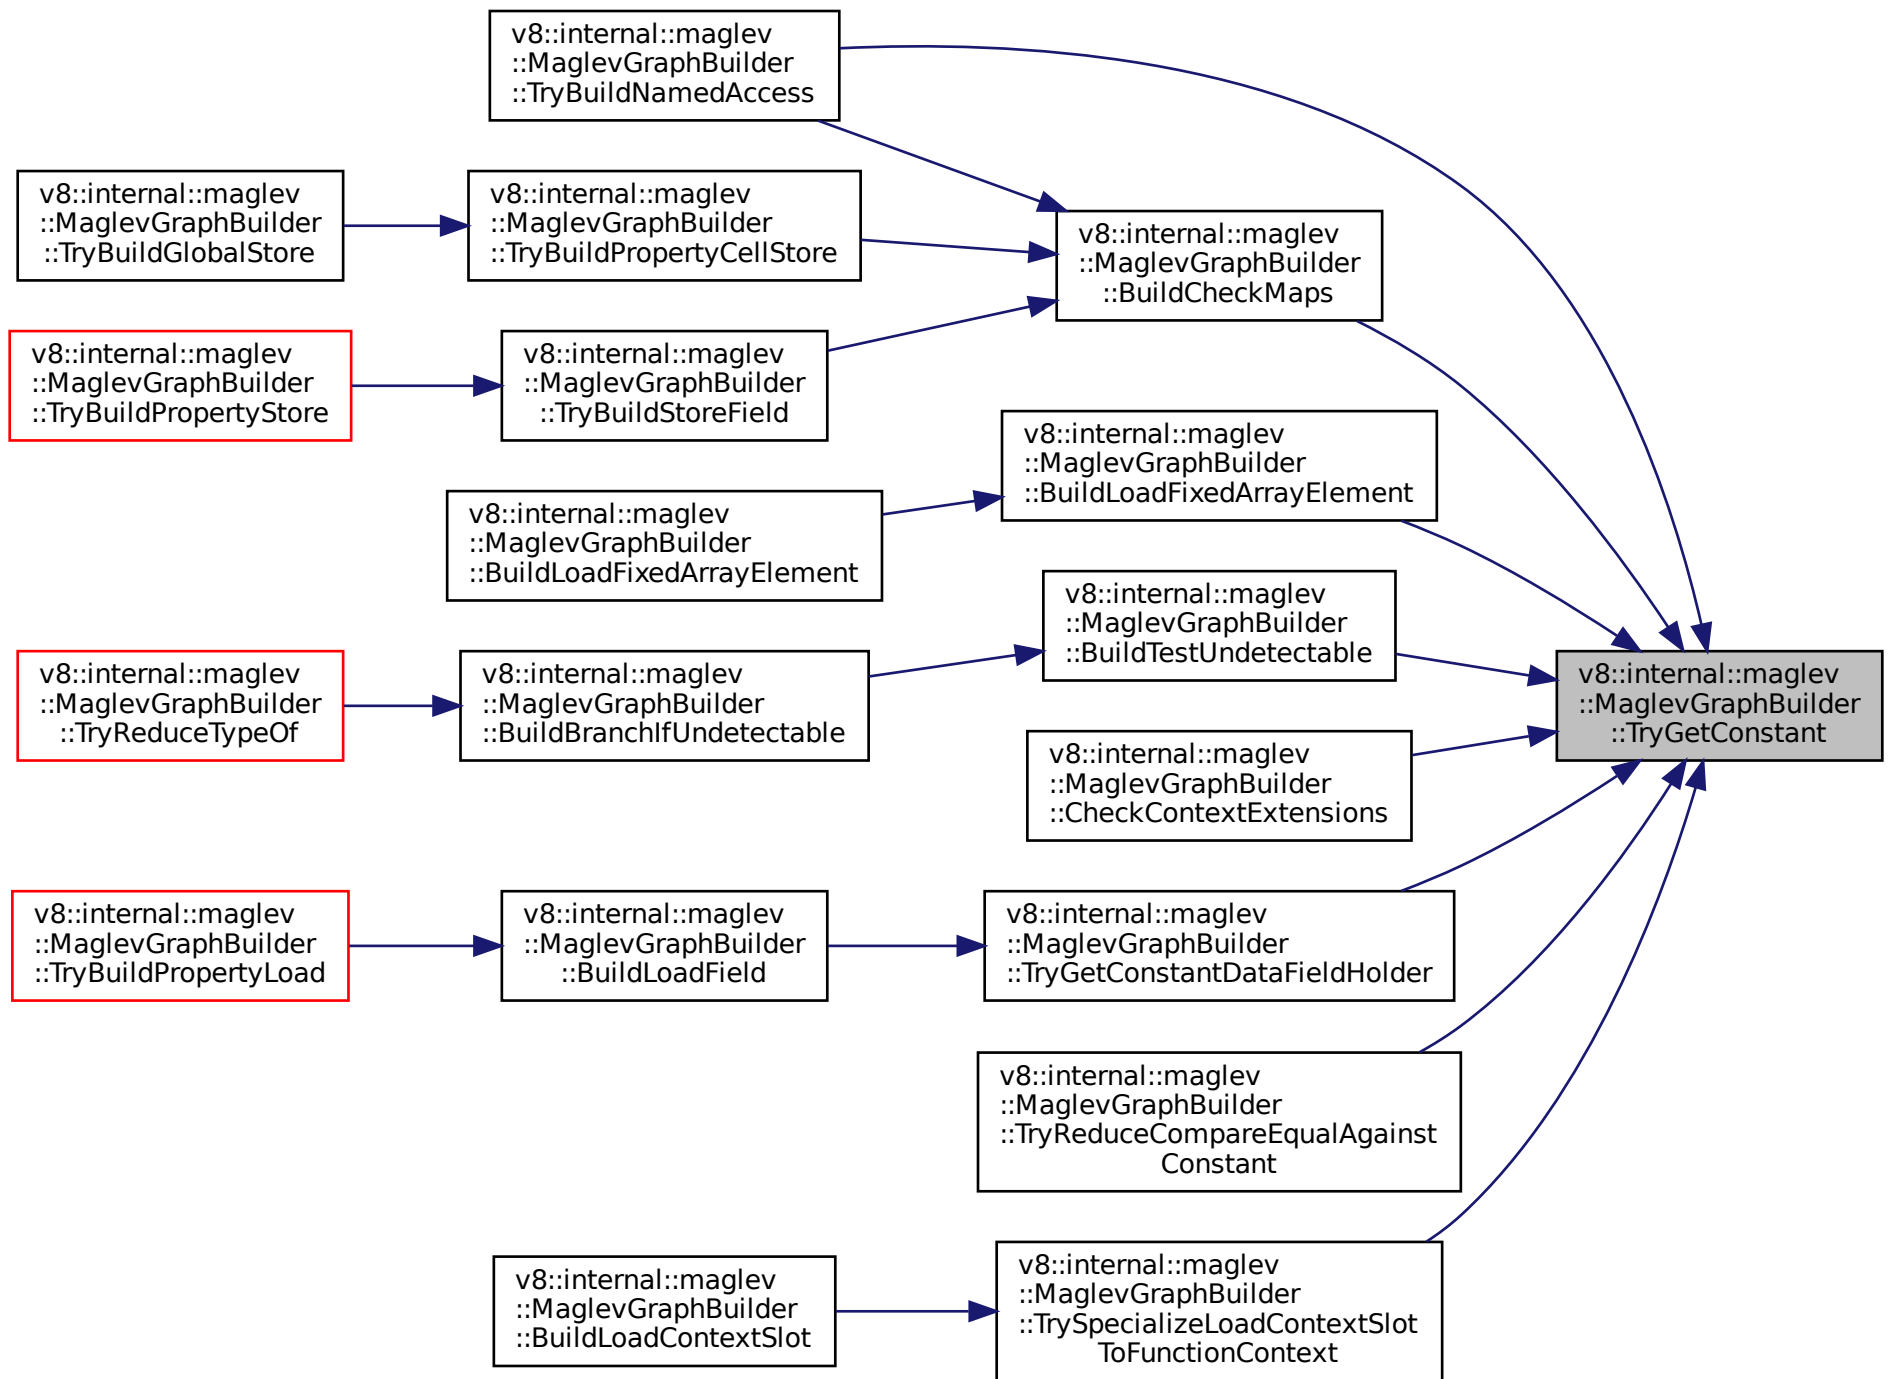 v8::internal::maglev
::MaglevGraphBuilder
::TryBuildNamedAccess
v8::internal::maglev
::MaglevGraphBuilder
::TryBuildGlobalStore
v8::internal::maglev
::MaglevGraphBuilder
::TryBuildPropertyCellStore
v8::internal::maglev
::MaglevGraphBuilder
::BuildCheckMaps
v8::internal::maglev
::MaglevGraphBuilder
::TryBuildPropertyStore
v8::internal::maglev
::MaglevGraphBuilder
::TryBuildStoreField
v8::internal::maglev
::MaglevGraphBuilder
::BuildLoadFixedArrayElement
v8::internal::maglev
::MaglevGraphBuilder
::BuildLoadFixedArrayElement
v8::internal::maglev
::MaglevGraphBuilder
::BuildTestUndetectable
v8::internal::maglev
::MaglevGraphBuilder
::TryReduceTypeOf
v8::internal::maglev
::MaglevGraphBuilder
::BuildBranchIfUndetectable
v8::internal::maglev
::MaglevGraphBuilder
::TryGetConstant
v8::internal::maglev
::MaglevGraphBuilder
::CheckContextExtensions
v8::internal::maglev
::MaglevGraphBuilder
::TryBuildPropertyLoad
v8::internal::maglev
::MaglevGraphBuilder
::BuildLoadField
v8::internal::maglev
::MaglevGraphBuilder
::TryGetConstantDataFieldHolder
v8::internal::maglev
::MaglevGraphBuilder
::TryReduceCompareEqualAgainst
Constant
v8::internal::maglev
::MaglevGraphBuilder
::BuildLoadContextSlot
v8::internal::maglev
::MaglevGraphBuilder
::TrySpecializeLoadContextSlot
ToFunctionContext